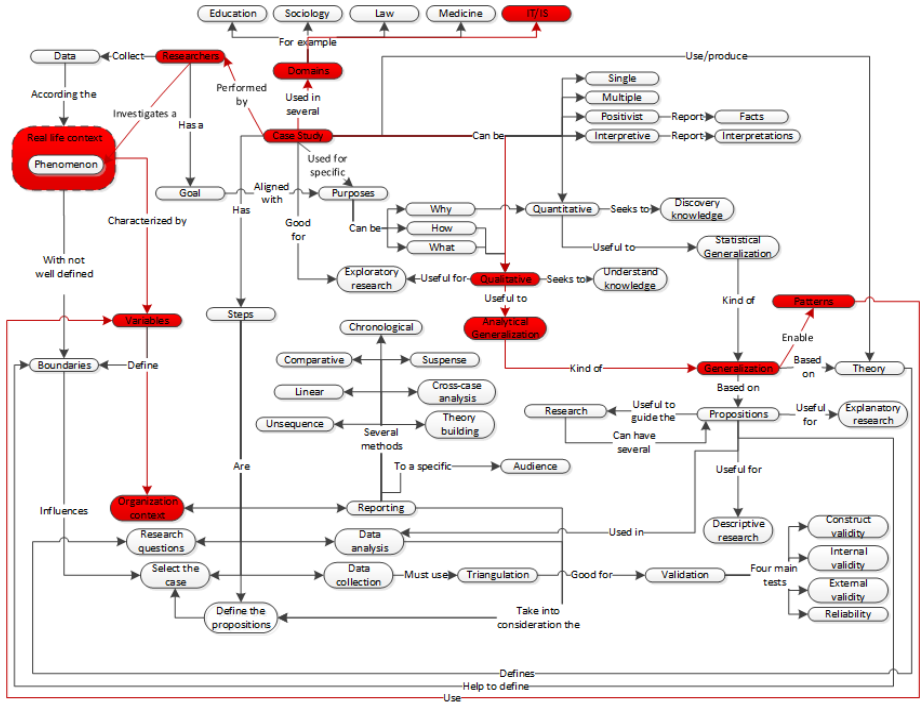 Education
Sociology
Law
Medicine
IT/IS
For example
Data
Collect
Researchers
Domains
Use/produce
According the
Performed
by
Used in
several
Single
Multiple
Investigates a
Has a
Case Study
Can be
Positivist
Report
Facts
Real life context
Interpretive
Report
Interpretations
Phenomenon
Used for
specific
Goal
Aligned
with
Purposes
Has
Why
Quantitative
Seeks to
Discovery
knowledge
Characterized by
Good
for
Can be
How
What
Useful to
Statistical
Generalization
With not
well defined
Exploratory
research
Useful for
Qualitative
Seeks to
Understand
knowledge
Useful to
Kind of
Patterns
Variables
Steps
Chronological
Analytical
Generalization
Enable
Comparative
Suspense
Boundaries
Define
Kind of
Generalization
Based
on
Theory
Linear
Cross-case
analysis
Based on
Unsequence
Theory
building
Research
Useful to
guide the
Propositions
Useful
for
Explanatory
research
Several
methods
Can have
several
Are
To a specific
Audience
Useful for
Organization
context
Reporting
Influences
Research
questions
Data
analysis
Used in
Descriptive
research
Construct
validity
Internal
validity
Select the
case
Data
collection
Must use
Triangulation
Good for
Validation
Four main
tests
External
validity
Reliability
Define the
propositions
Take into
consideration the
Defines
Help to define
Use